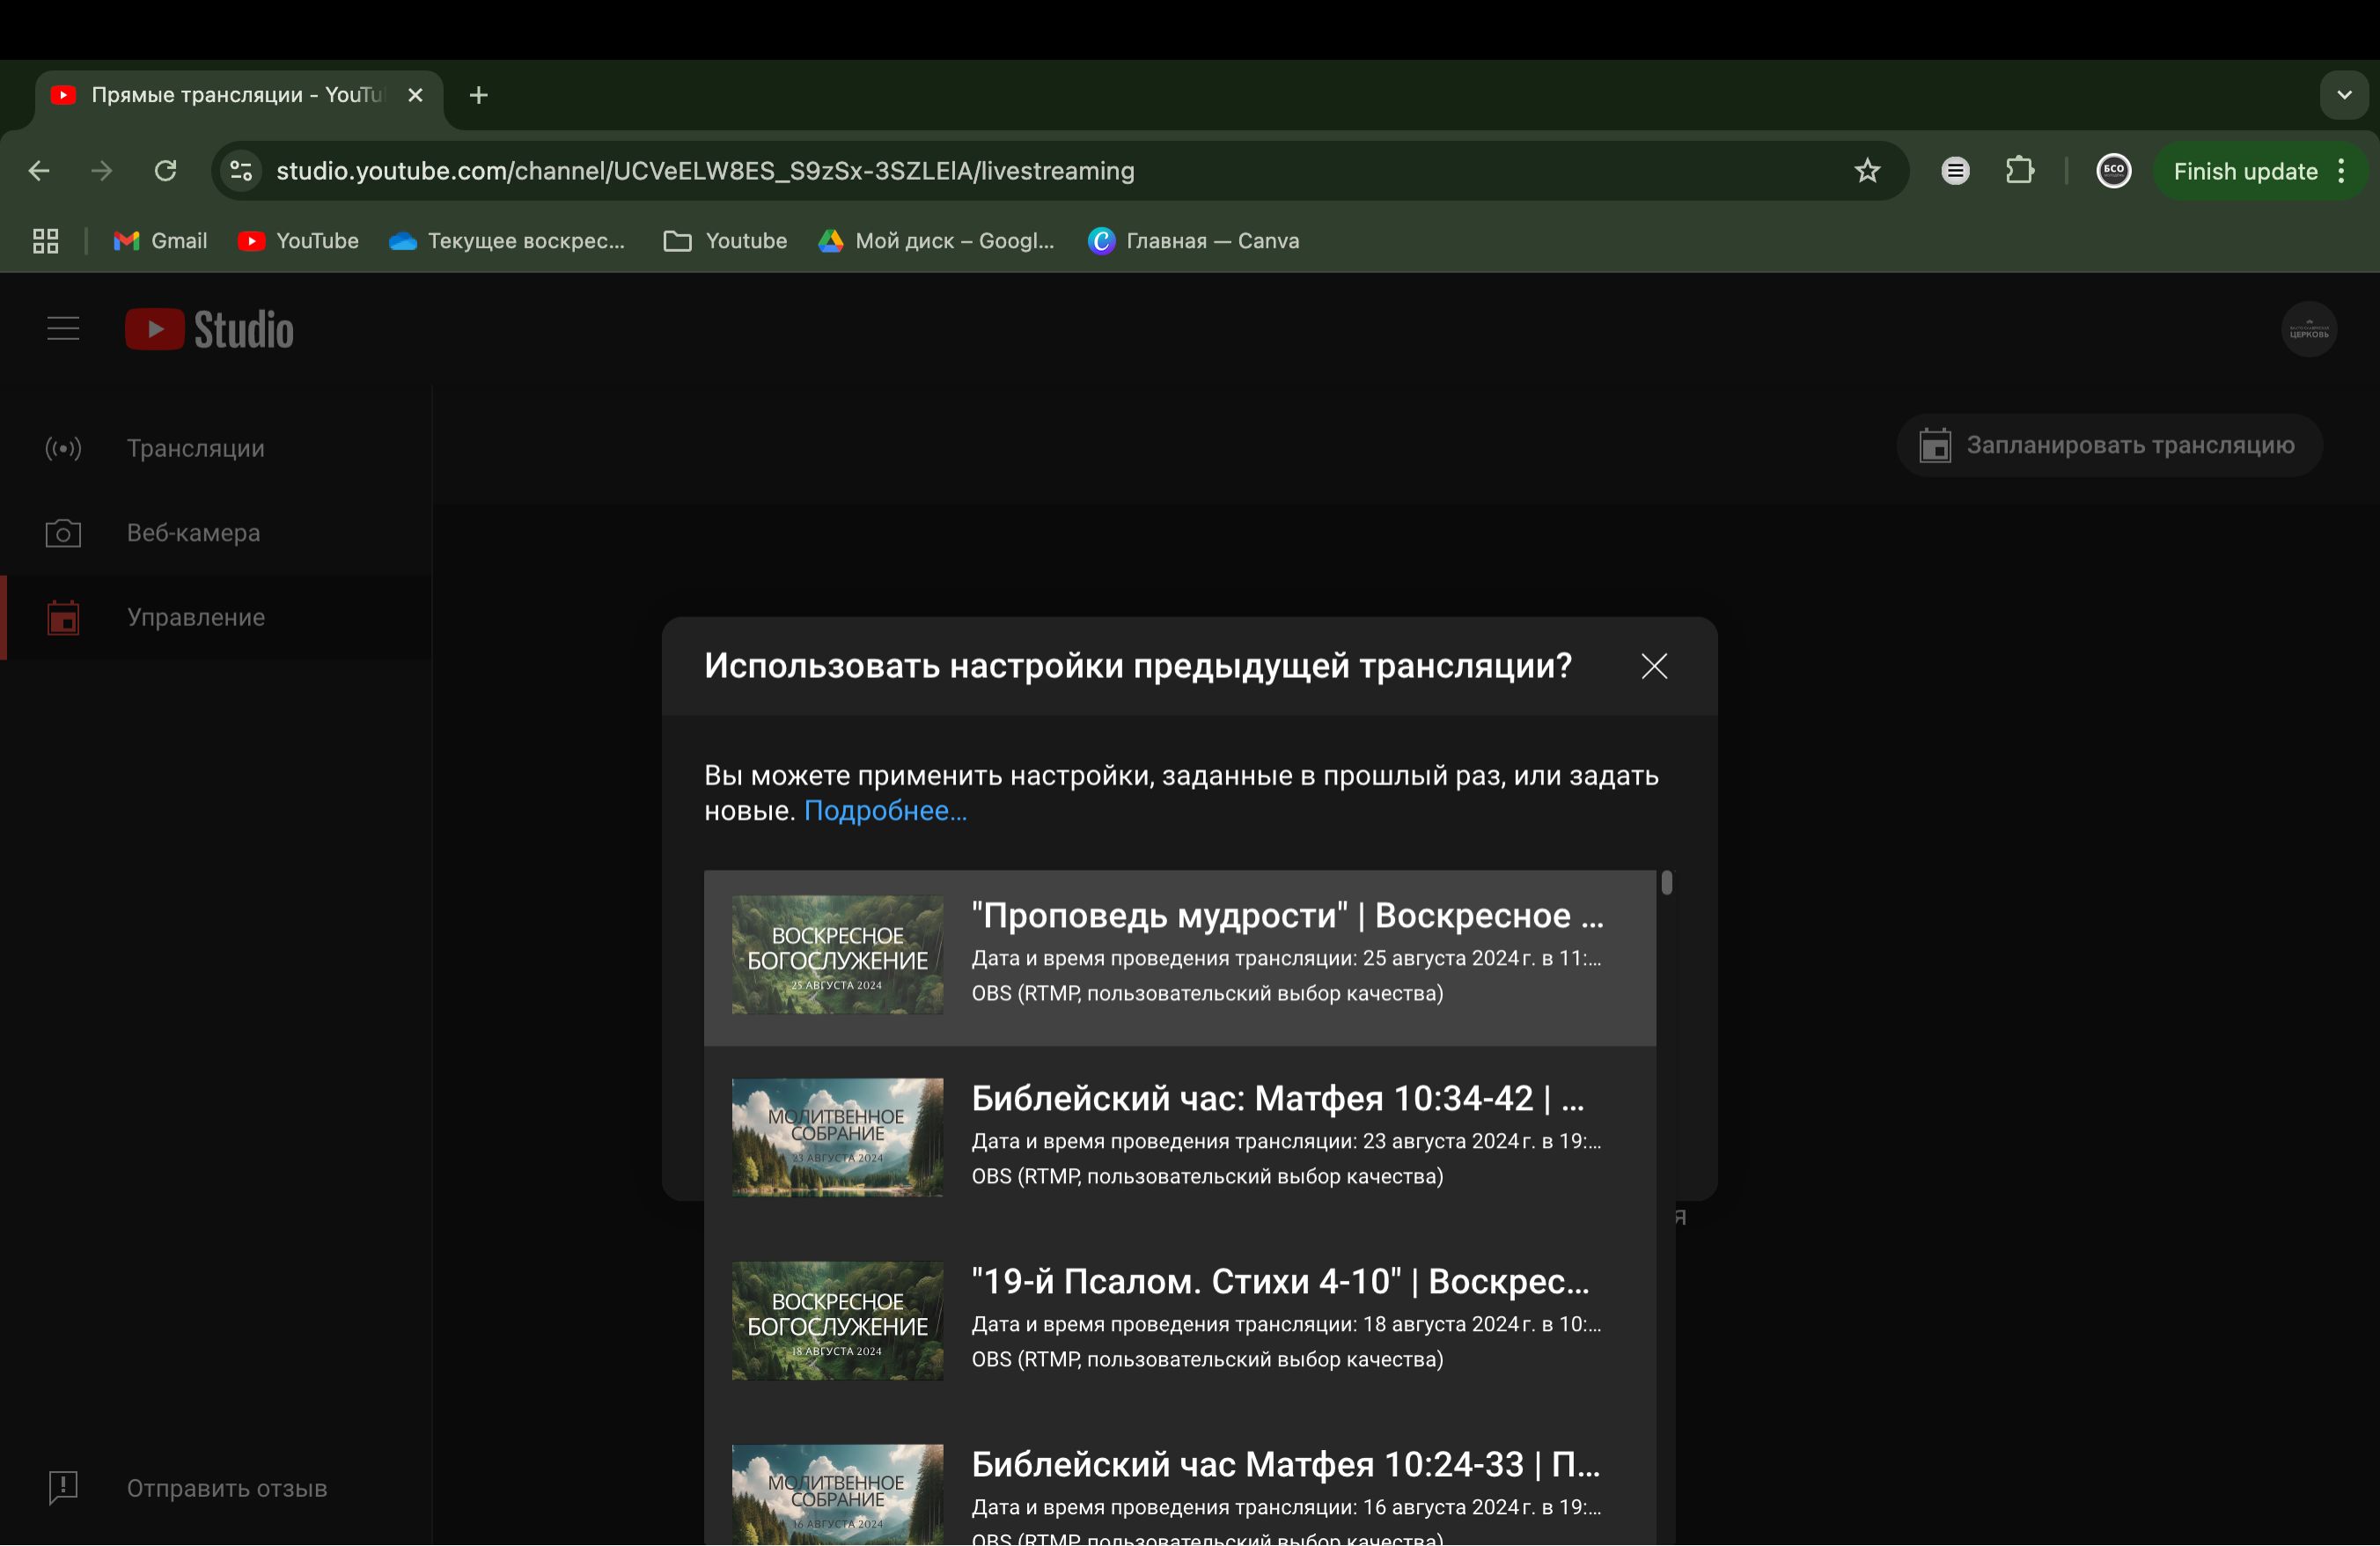 Прямые трансляции - YouTu
studio.youtube.com/channel/UCVeELW8ES_S9zSx-3SZLElA/livestreaming
БСО
Finish update
Gmail
YouTube
Текущее воскрес...
Youtube
Мой диск – Googl...
Главная — Canva
Studio
ЦЕРКОВЬ
Трансляции
Запланировать трансляцию
Веб-камера
Управление
Использовать настройки предыдущей трансляции?
Вы можете применить настройки, заданные в прошлый раз, или задать
новые. Подробнее...
ВОСКРЕСНОЕ
БОГОСЛУЖЕНИЕ
25 АВГУСТА 2024
"Проповедь мудрости" | Воскресное ...
Дата и время проведения трансляции: 25 августа 2024 г. в 11:...
OBS (RTMP, пользовательский выбор качества)
МОЛИТВЕННОЕ
СОБРАНИЕ
23 АВГУСТА 2024
Библейский час: Матфея 10:34-42 | ...
Дата и время проведения трансляции: 23 августа 2024 г. в 19:...
OBS (RTMP, пользовательский выбор качества)
я
ВОСКРЕСНОЕ
БОГОСЛУЖЕНИЕ
18 АВГУСТА 2024
"19-й Псалом. Стихи 4-10" | Воскрес...
Дата и время проведения трансляции: 18 августа 2024 г. в 10:...
OBS (RTMP, пользовательский выбор качества)
МОЛИТВЕННОЕ
СОБРАНИЕ
16 АВГУСТА 2024
Библейский час Матфея 10:24-33 | П...
Дата и время проведения трансляции: 16 августа 2024 г. в 19:...
OBS (RTMP, пользовательский выбор качества)
Отправить отзыв